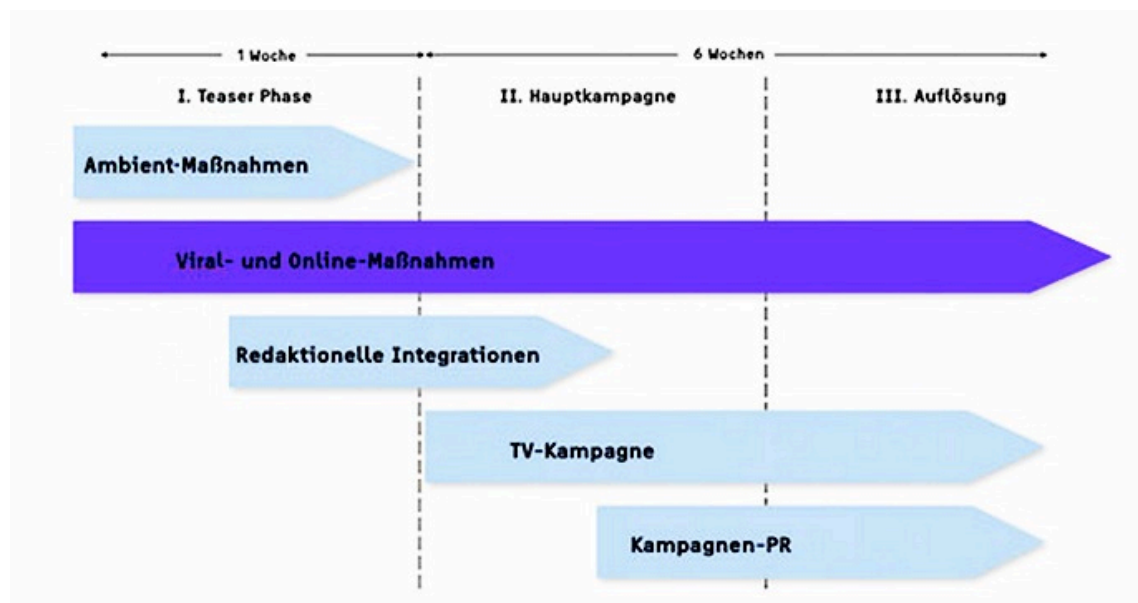 1 Woche
6 Wochen
I. Teaser Phase
II. Hauptkampagne
III. Auflösung
Ambient-Maßnahmen
Viral- und Online-Maßnahmen
Redaktionelle Integrationen
TV-Kampagne
Kampagnen-PR